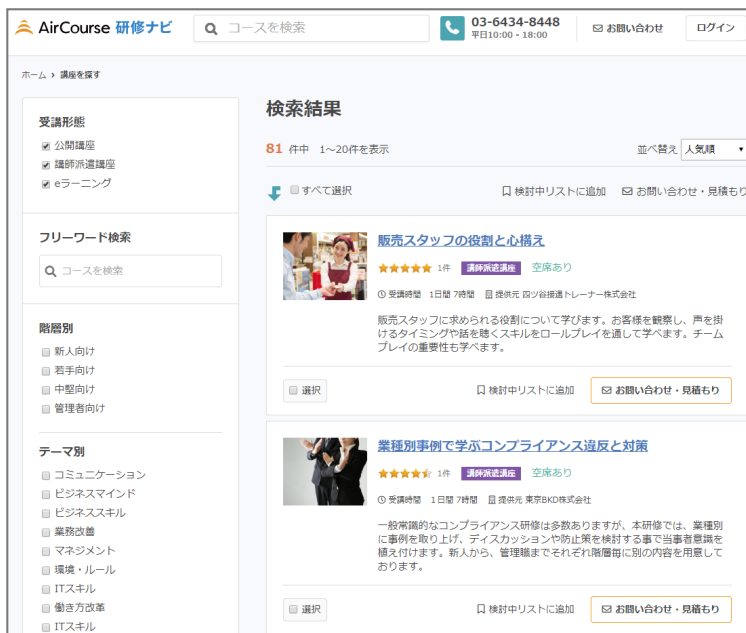 AirCourse 研修ナビ
コースを検索
03-6434-8448
平日10:00 - 18:00
お問い合わせ
ログイン
ホーム › 講座を探す
受講形態
公開講座
講師派遣講座
eラーニング
フリーワード検索
コースを検索
階層別
新人向け
若手向け
中堅向け
管理者向け
テーマ別
コミュニケーション
ビジネスマインド
ビジネススキル
業務改善
マネジメント
環境・ルール
ITスキル
働き方改革
ITスキル
検索結果
81 件中 1～20件を表示
並べ替え 人気順
すべて選択
検討中リストに追加
お問い合わせ・見積もり
販売スタッフの役割と心構え
1件 講師派遣講座 空席あり
受講時間 1日間 7時間 提供元 四ツ谷接遇トレーナー株式会社
販売スタッフに求められる役割について学びます。お客様を観察し、声を掛
けるタイミングや話を聴くスキルをロールプレイを通して学べます。チーム
プレイの重要性も学べます。
選択
検討中リストに追加
お問い合わせ・見積もり
業種別事例で学ぶコンプライアンス違反と対策
1件 講師派遣講座 空席あり
受講時間 1日間 7時間 提供元 東京BKD株式会社
一般常識的なコンプライアンス研修は多数ありますが、本研修では、業種別
に事例を取り上げ、ディスカッションや防止策を検討する事で当事者意識を
植え付けます。新人から、管理職までそれぞれ階層毎に別の内容を用意して
おります。
選択
検討中リストに追加
お問い合わせ・見積もり